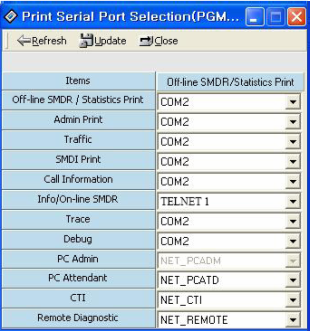 Print Serial Port Selection(PGM...
Refresh Update Close
Items Off-line SMDR/Statistics Print
Off-line SMDR / Statistics Print COM2
Admin Print COM2
Traffic COM2
SMDI Print COM2
Call Information COM2
Info/On-line SMDR TELNET 1
Trace COM2
Debug COM2
PC Admin NET_PCADM
PC Attendant NET_PCATD
CTI NET_CTI
Remote Diagnostic NET_REMOTE